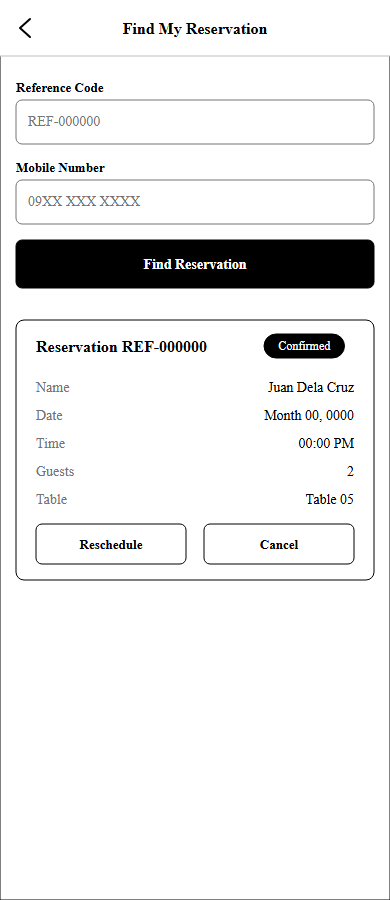 Find My Reservation
Reference Code
REF-000000
Mobile Number
09XX XXX XXXX
Find Reservation
Reservation REF-000000 Confirmed
Name Juan Dela Cruz
Date Month 00, 0000
Time 00:00 PM
Guests 2
Table Table 05
Reschedule Cancel